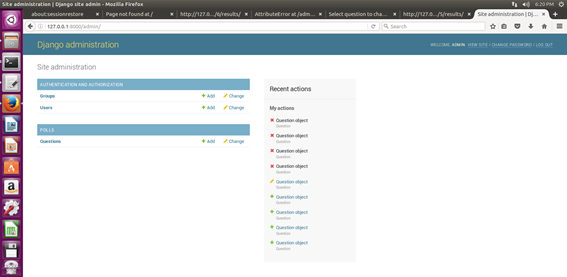 Site administration | Django site admin - Mozilla Firefox
6:20 PM
about:sessionrestore
Page not found at /
http://127.0.../6/results/
AttributeError at /admin...
Select question to cha...
http://127.0.../5/results/
Site administration | Dj...
127.0.0.1:8000/admin/
Search
Django administration
WELCOME, ADMIN. VIEW SITE / CHANGE PASSWORD / LOG OUT
Site administration
AUTHENTICATION AND AUTHORIZATION
Groups
Add
Change
Users
Add
Change
POLLS
Questions
Add
Change
Recent actions
My actions
Question object
Question
Question object
Question
Question object
Question
Question object
Question
Question object
Question
Question object
Question
Question object
Question
Question object
Question
Question object
Question